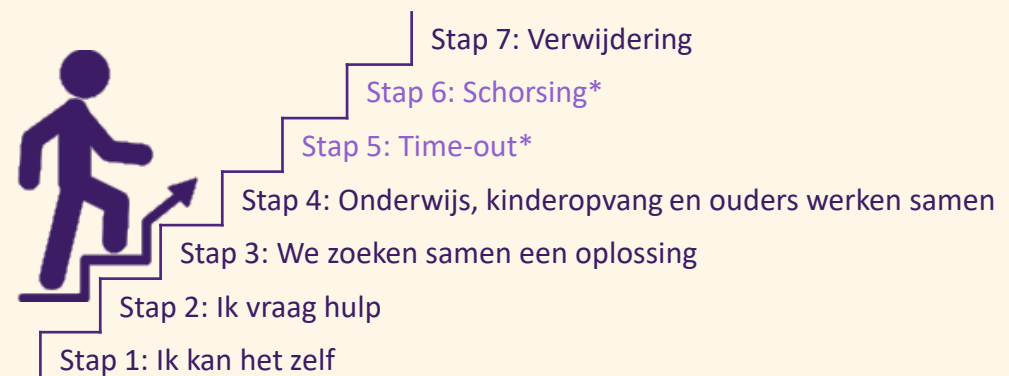 Stap 7: Verwijdering
Stap 6: Schorsing*
Stap 5: Time-out*
Stap 4: Onderwijs, kinderopvang en ouders werken samen
Stap 3: We zoeken samen een oplossing
Stap 2: Ik vraag hulp
Stap 1: Ik kan het zelf